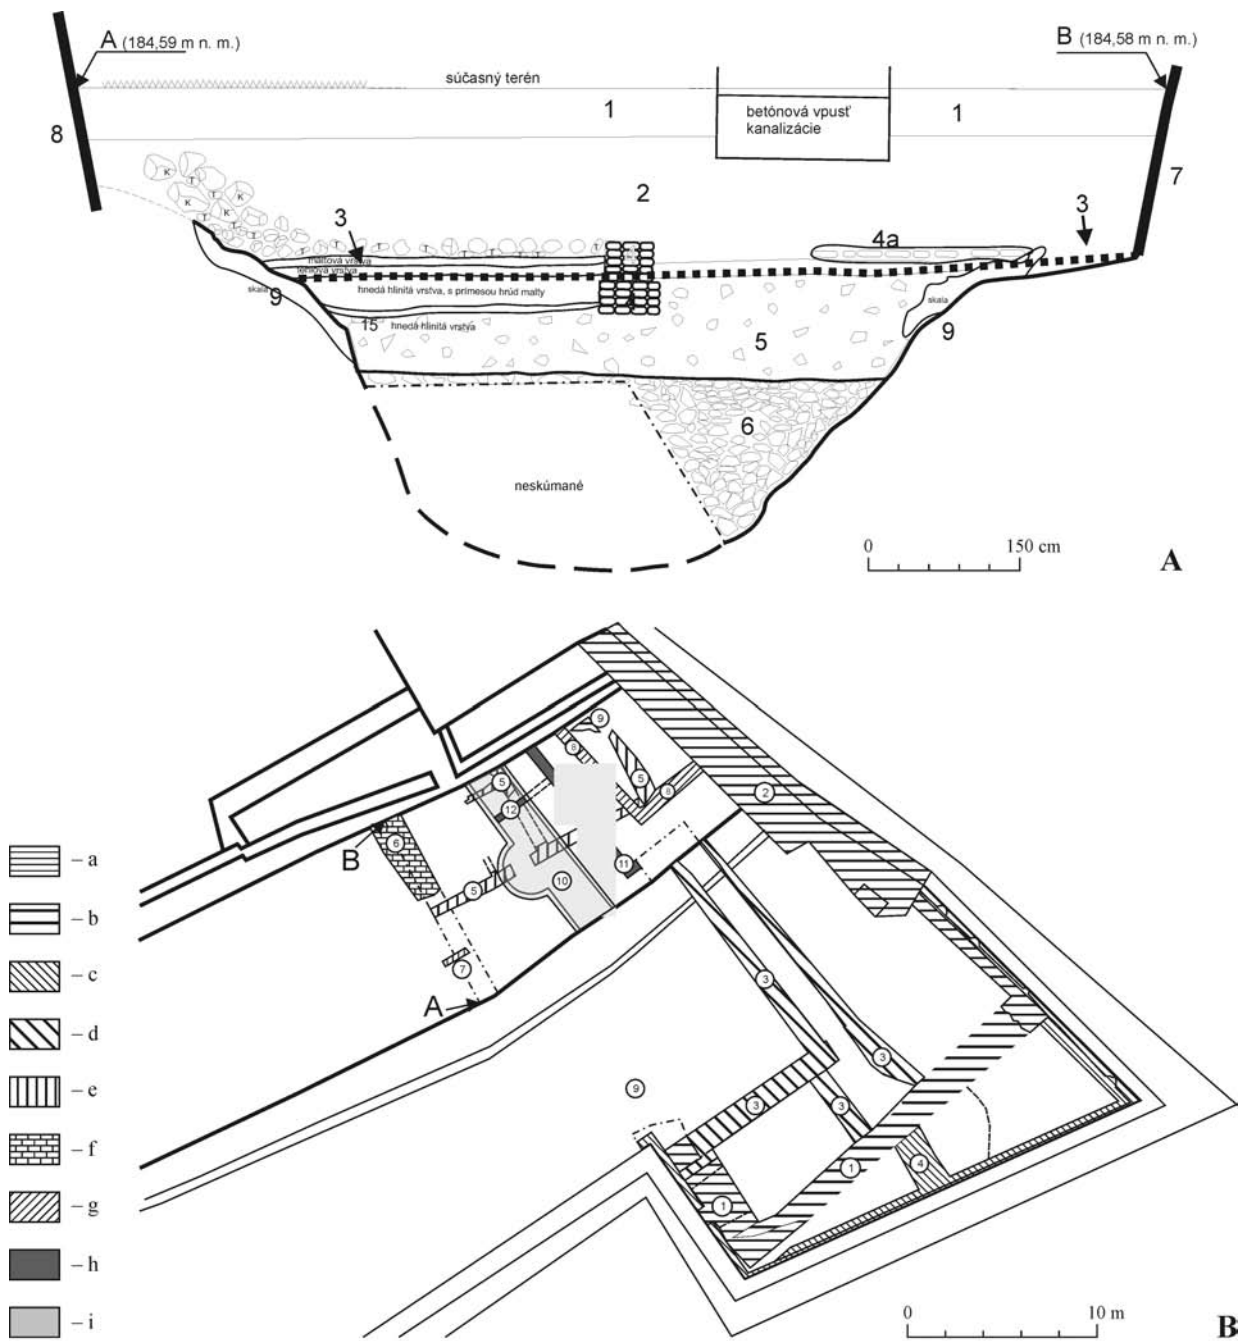 A (184,59 m n. m.)
B (184,58 m n. m.)
súčasný terén
1
betónová vpusť
kanalizácie
1
8
7
K
T
K
K
T
K
T
T
T
2
3
3
T
T
T
T
T
T
4a
maltová vrstva
tehlová vrstva
skala
9
hnedá hlinitá vrstva, s prímesou hrúd malty
15
hnedá hlinitá vrstva
5
skala
9
6
neskúmané
0
150 cm
A
9
8
5
5
8
2
12
6
B
11
10
5
7
A
3
3
9
3
3
1
4
1
– a
– b
– c
– d
– e
– f
– g
– h
– i
0
10 m
B